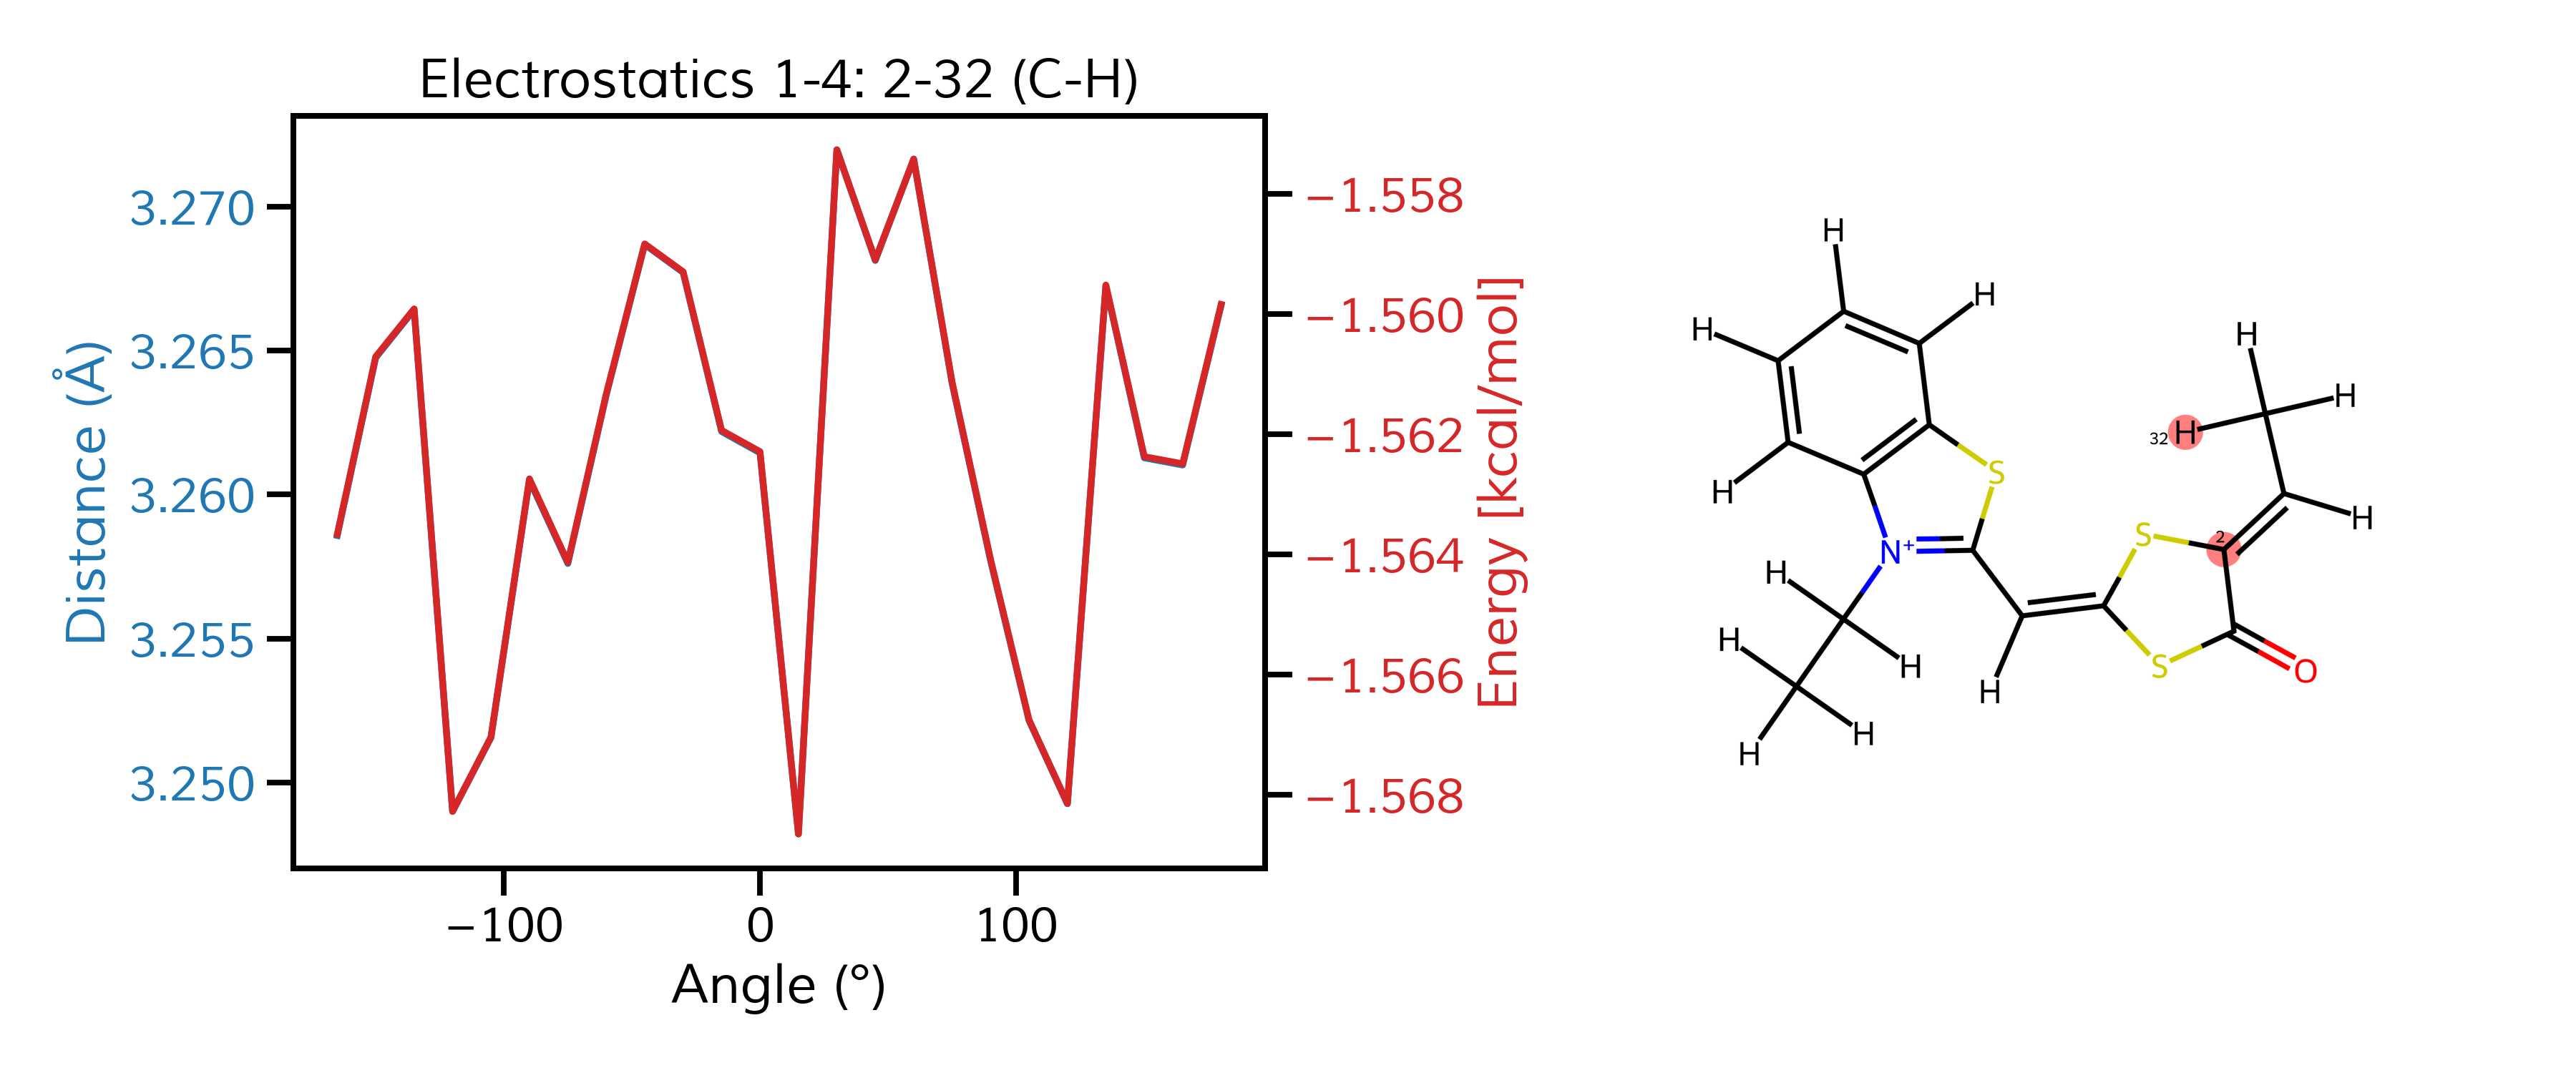 Electrostatics 1-4: 2-32 (C-H)
Distance (Å)
3.270
3.265
3.260
3.255
3.250
−100
0
100
Angle (°)
−1.558
−1.560
−1.562
−1.564
−1.566
−1.568
Energy [kcal/mol]
H
H
H
H
H
H
32 H
S
H
S
2
N+
H
H
H
S
O
H
H
H